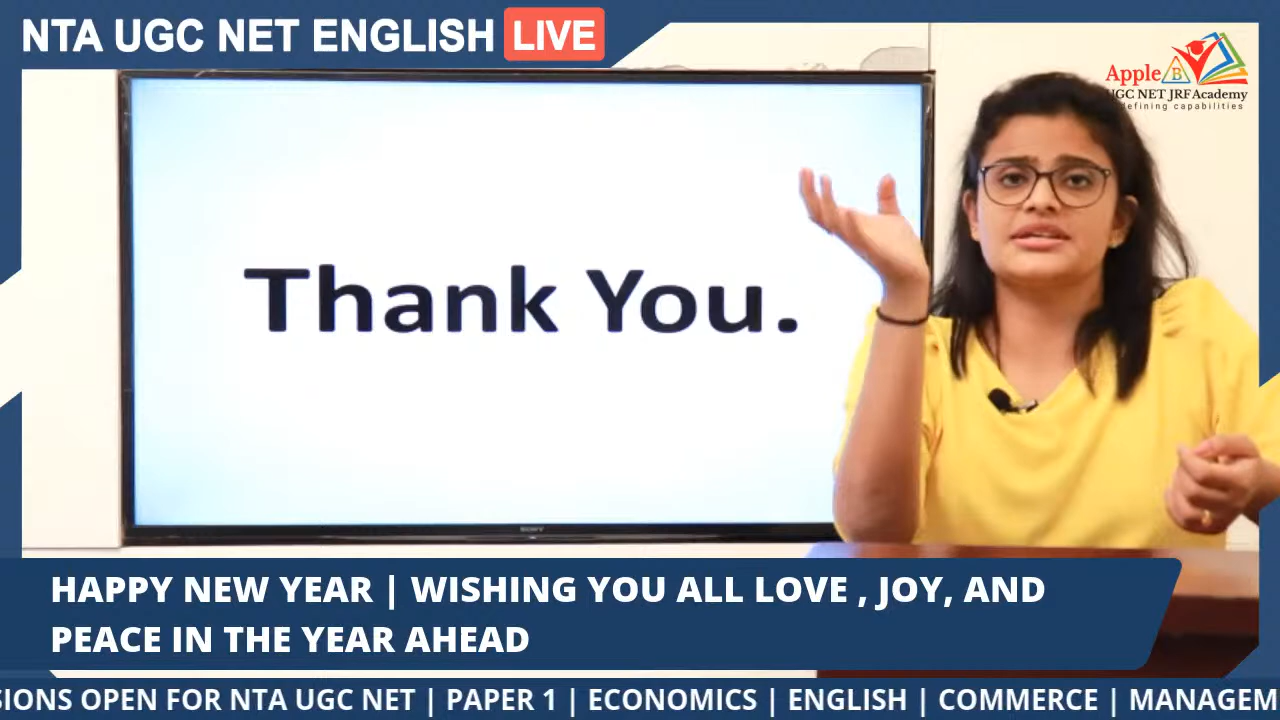 NTA UGC NET ENGLISH LIVE
Apple B
UGC NET JRF Academy
defining capabilities
Thank You.
SONY
HAPPY NEW YEAR | WISHING YOU ALL LOVE , JOY, AND
PEACE IN THE YEAR AHEAD
SIONS OPEN FOR NTA UGC NET | PAPER 1 | ECONOMICS | ENGLISH | COMMERCE | MANAGEM